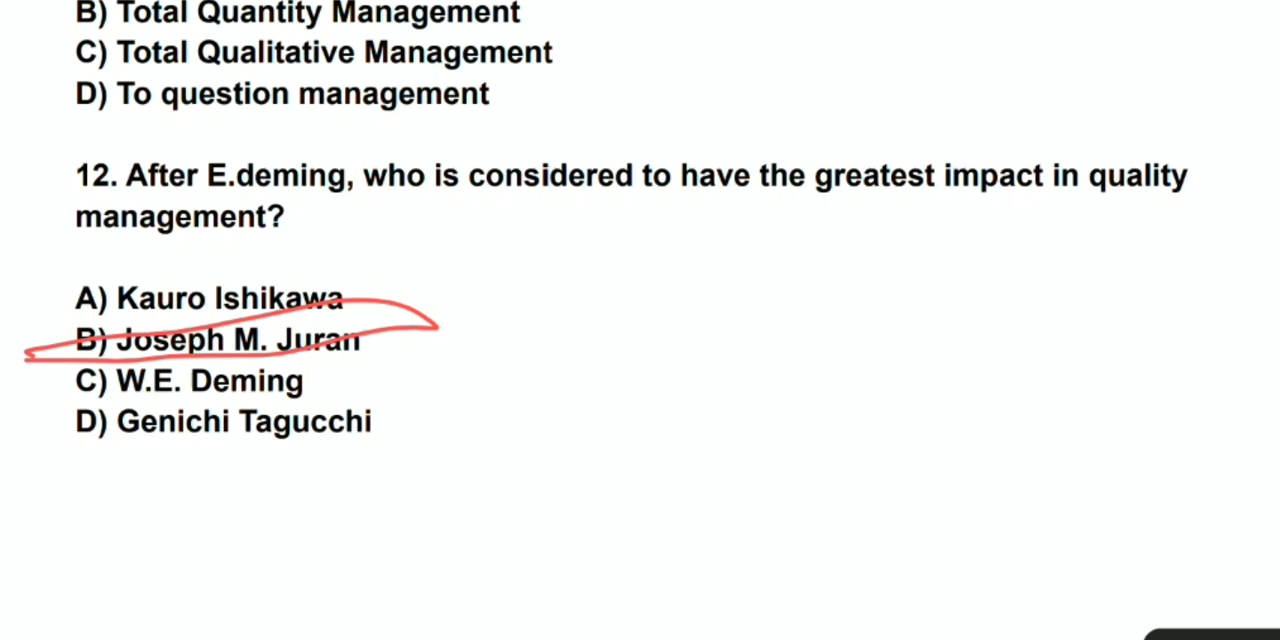 B) Total Quantity Management
C) Total Qualitative Management
D) To question management
12. After E.deming, who is considered to have the greatest impact in quality
management?
A) Kauro Ishikawa
B) Joseph M. Juran
C) W.E. Deming
D) Genichi Tagucchi